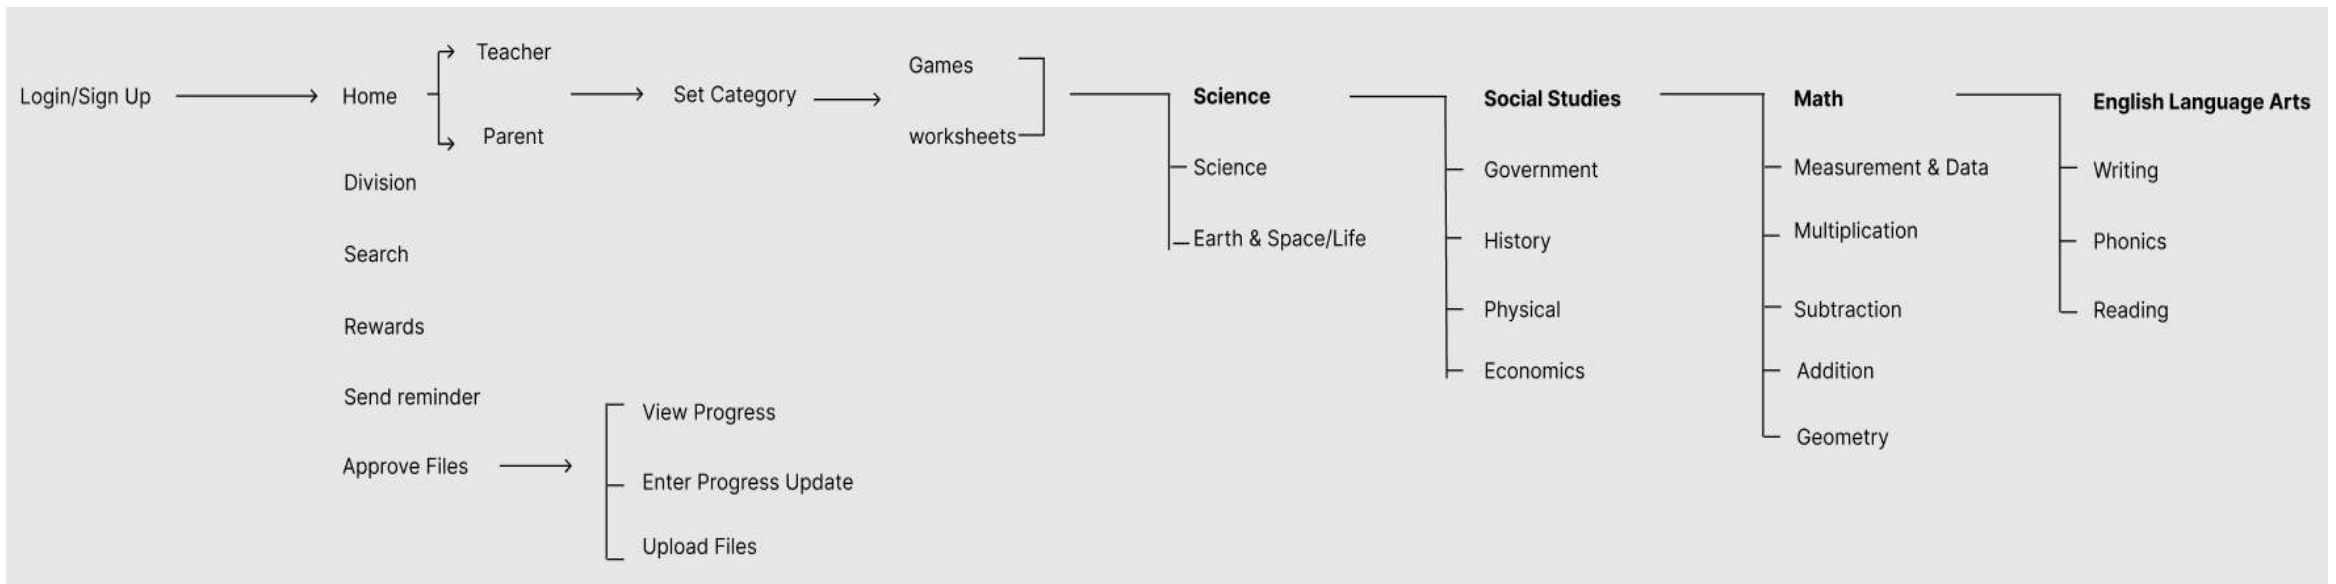 Login/Sign Up
Home
Teacher
Parent
Division
Search
Rewards
Send reminder
Approve Files
View Progress
Enter Progress Update
Upload Files
Set Category
Games
worksheets
Science
Science
Earth & Space/Life
Social Studies
Government
History
Physical
Economics
Math
Measurement & Data
Multiplication
Subtraction
Addition
Geometry
English Language Arts
Writing
Phonics
Reading